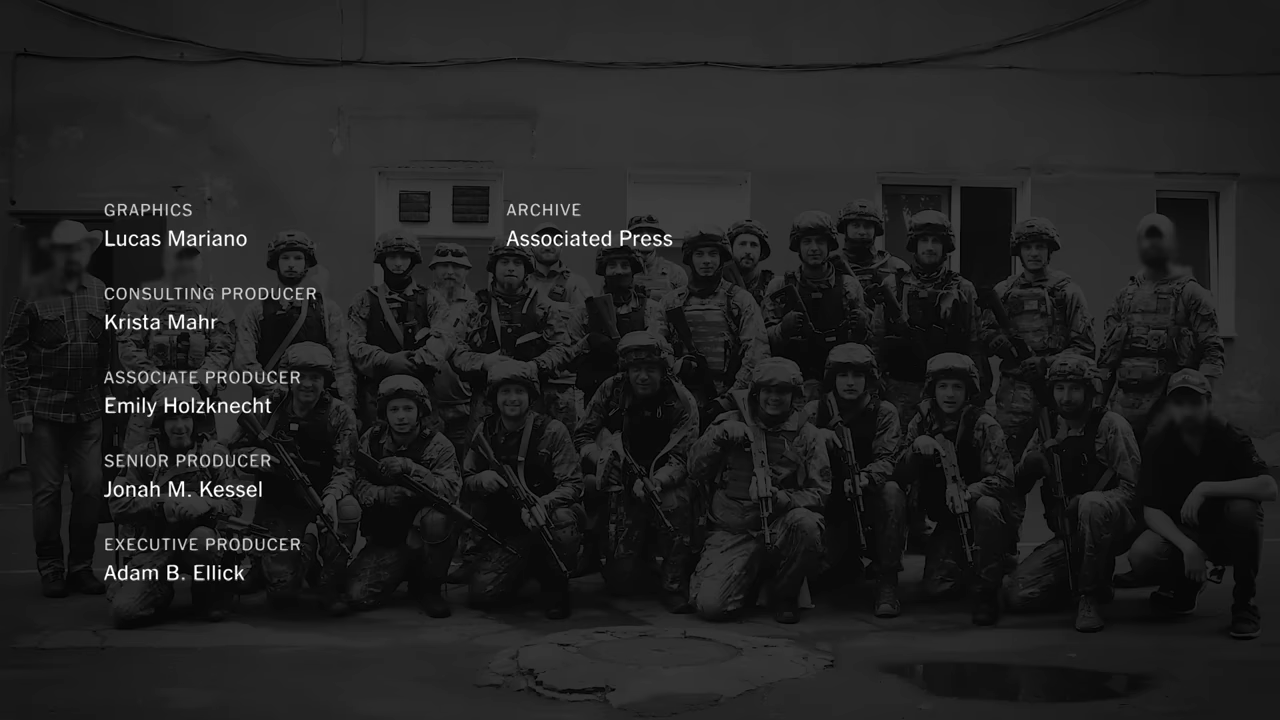 GRAPHICS
Lucas Mariano
CONSULTING PRODUCER
Krista Mahr
ASSOCIATE PRODUCER
Emily Holzknecht
SENIOR PRODUCER
Jonah M. Kessel
EXECUTIVE PRODUCER
Adam B. Ellick
ARCHIVE
Associated Press